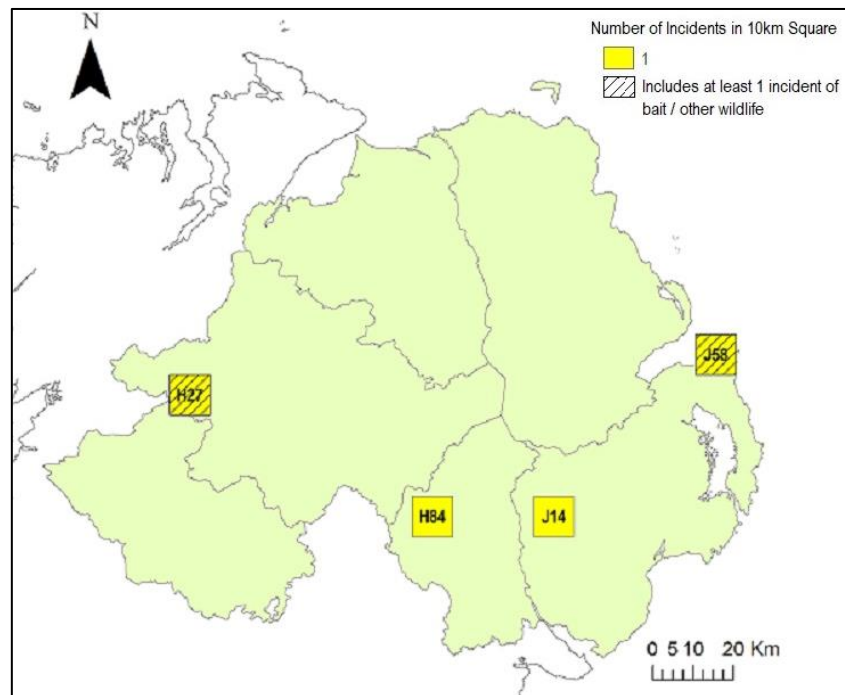 N
Number of Incidents in 10km Square
1
Includes at least 1 incident of
bait / other wildlife
J58
H27
H84
J14
0 5 10 20 Km